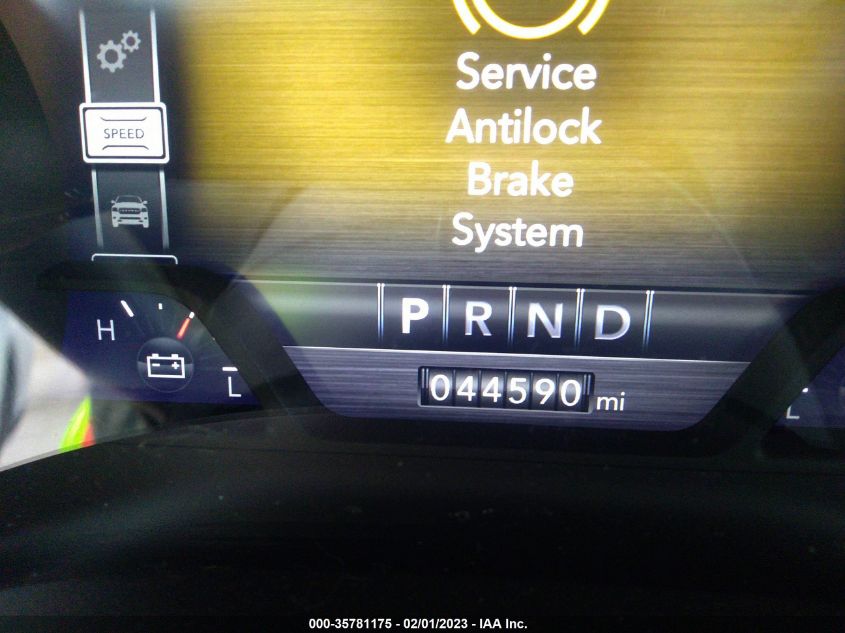 Service
SPEED
Antilock
Brake
System
P R N D
H
L
- +
044590 mi
L
000-35781175 - 02/01/2023 - IAA Inc.